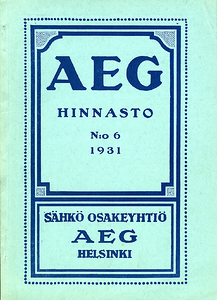 AEG
HINNASTO
N:o 6
1931
SÄHKÖ OSAKEYHTIÖ
AEG
HELSINKI